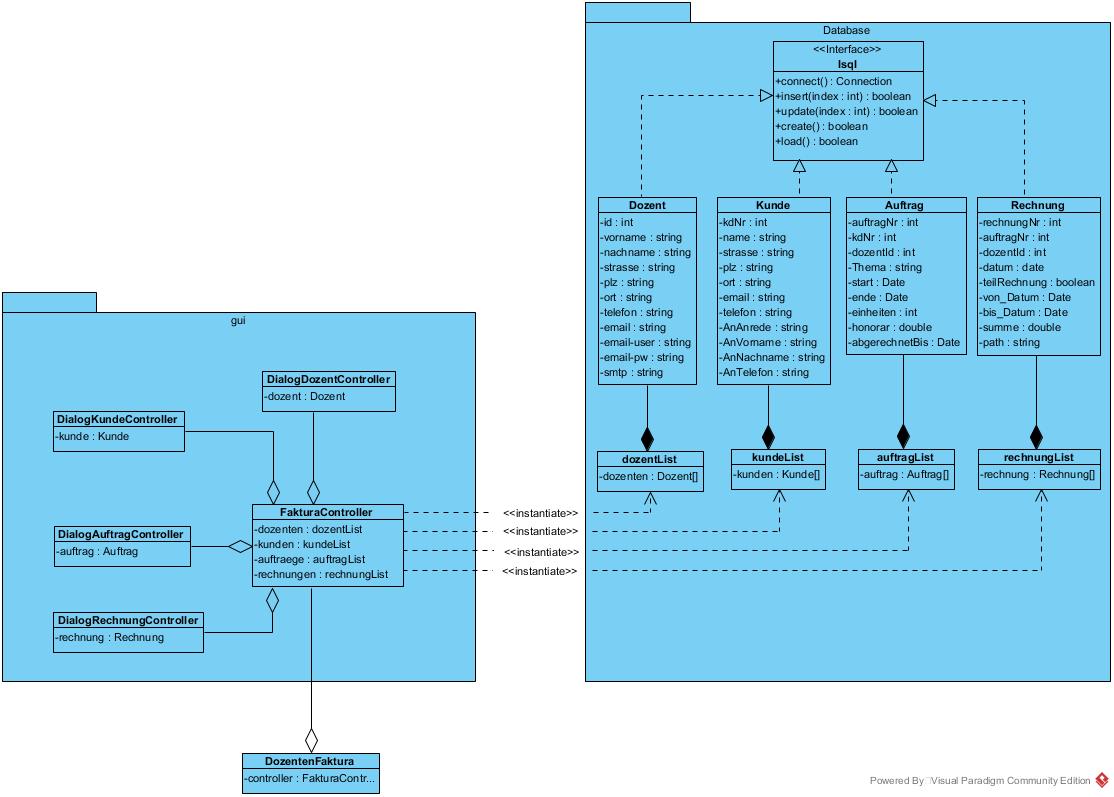 Database
<<Interface>>
Isql
+connect() : Connection
+insert(index : int) : boolean
+update(index : int) : boolean
+create() : boolean
+load() : boolean
Dozent
-id : int
-vorname : string
-nachname : string
-strasse : string
-plz : string
-ort : string
-telefon : string
-email : string
-email-user : string
-email-pw : string
-smtp : string
Kunde
-kdNr : int
-name : string
-strasse : string
-plz : string
-ort : string
-email : string
-telefon : string
-AnAnrede : string
-AnVorname : string
-AnNachname : string
-AnTelefon : string
Auftrag
-auftragNr : int
-kdNr : int
-dozentId : int
-Thema : string
-start : Date
-ende : Date
-einheiten : int
-honorar : double
-abgerechnetBis : Date
Rechnung
-rechnungNr : int
-auftragNr : int
-dozentId : int
-datum : date
-teilRechnung : boolean
-von_Datum : Date
-bis_Datum : Date
-summe : double
-path : string
dozentList
-dozenten : Dozent[]
kundeList
-kunden : Kunde[]
auftragList
-auftrag : Auftrag[]
rechnungList
-rechnung : Rechnung[]
gui
DialogDozentController
-dozent : Dozent
DialogKundeController
-kunde : Kunde
FakturaController
-dozenten : dozentList
-kunden : kundeList
-auftraege : auftragList
-rechnungen : rechnungList
DialogAuftragController
-auftrag : Auftrag
DialogRechnungController
-rechnung : Rechnung
<<instantiate>>
<<instantiate>>
<<instantiate>>
<<instantiate>>
DozentenFaktura
-controller : FakturaContr...
Powered By Visual Paradigm Community Edition